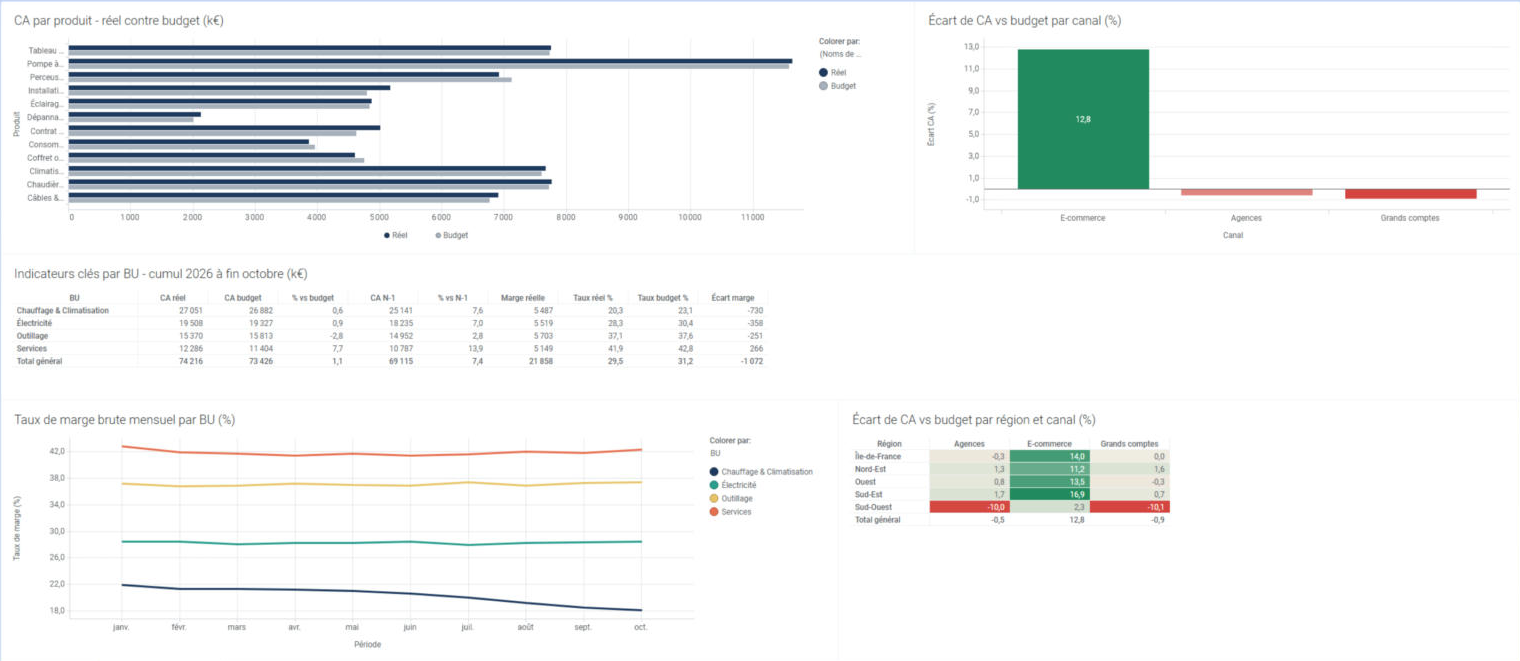 CA par produit - réel contre budget (k€)
Produit
Tableau ...
Pompe à...
Perceus...
Installati...
Éclairag...
Dépanna...
Contrat ...
Consom...
Coffret o...
Climatis...
Chaudièr...
Câbles &...
0 1 000 2 000 3 000 4 000 5 000 6 000 7 000 8 000 9 000 10 000 11 000
Réel Budget
Colorer par:
(Noms de ...
Réel
Budget
Écart de CA vs budget par canal (%)
Écart CA (%)
13,0
11,0
9,0
7,0
5,0
3,0
1,0
-1,0
12,8
E-commerce Agences Grands comptes
Canal
Indicateurs clés par BU - cumul 2026 à fin octobre (k€)
BU CA réel CA budget % vs budget CA N-1 % vs N-1 Marge réelle Taux réel % Taux budget % Écart marge
Chauffage & Climatisation 27 051 26 882 0,6 25 141 7,6 5 487 20,3 23,1 -730
Électricité 19 508 19 327 0,9 18 235 7,0 5 519 28,3 30,4 -358
Outillage 15 370 15 813 -2,8 14 952 2,8 5 703 37,1 37,6 -251
Services 12 286 11 404 7,7 10 787 13,9 5 149 41,9 42,8 266
Total général 74 216 73 426 1,1 69 115 7,4 21 858 29,5 31,2 -1 072
Taux de marge brute mensuel par BU (%)
Taux de marge (%)
42,0
38,0
34,0
30,0
26,0
22,0
18,0
janv. févr. mars avr. mai juin juil. août sept. oct.
Période
Colorer par:
BU
Chauffage & Climatisation
Électricité
Outillage
Services
Écart de CA vs budget par région et canal (%)
Région Agences E-commerce Grands comptes
Île-de-France -0,3 14,0 0,0
Nord-Est 1,3 11,2 1,6
Ouest 0,8 13,5 -0,3
Sud-Est 1,7 16,9 0,7
Sud-Ouest -10,0 2,3 -10,1
Total général -0,5 12,8 -0,9